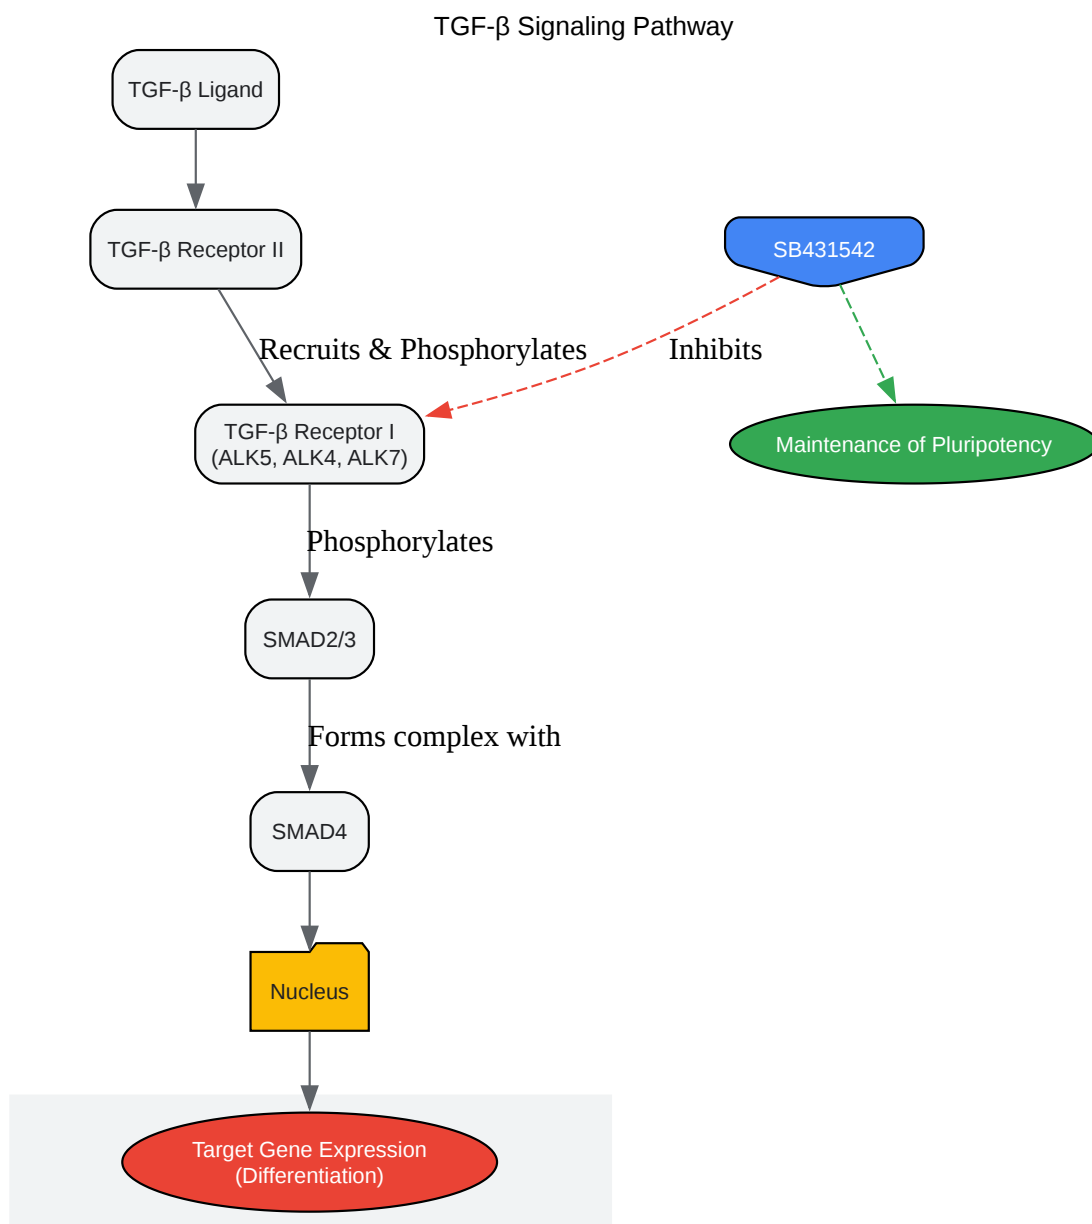 TGF-β Signaling Pathway
TGF-β Ligand
TGF-β Receptor II
SB431542
Recruits & Phosphorylates
Inhibits
TGF-β Receptor I
(ALK5, ALK4, ALK7)
Maintenance of Pluripotency
Phosphorylates
SMAD2/3
Forms complex with
SMAD4
Nucleus
Target Gene Expression
(Differentiation)